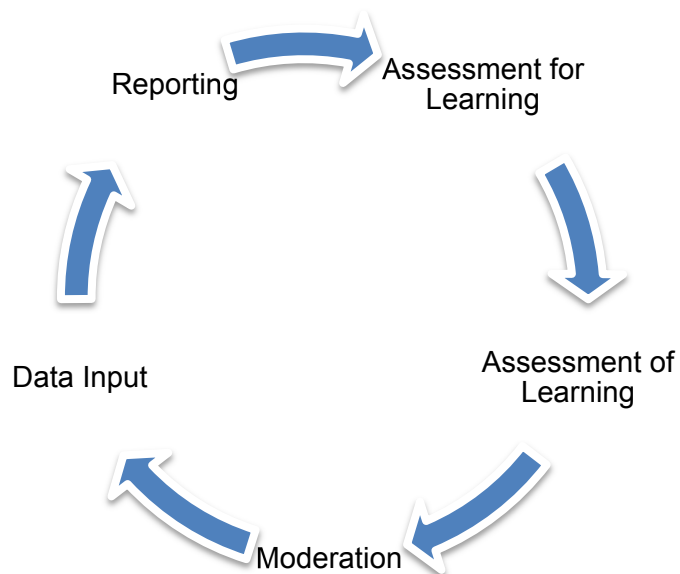 Reporting
Assessment for
Learning
Assessment of
Learning
Moderation
Data Input